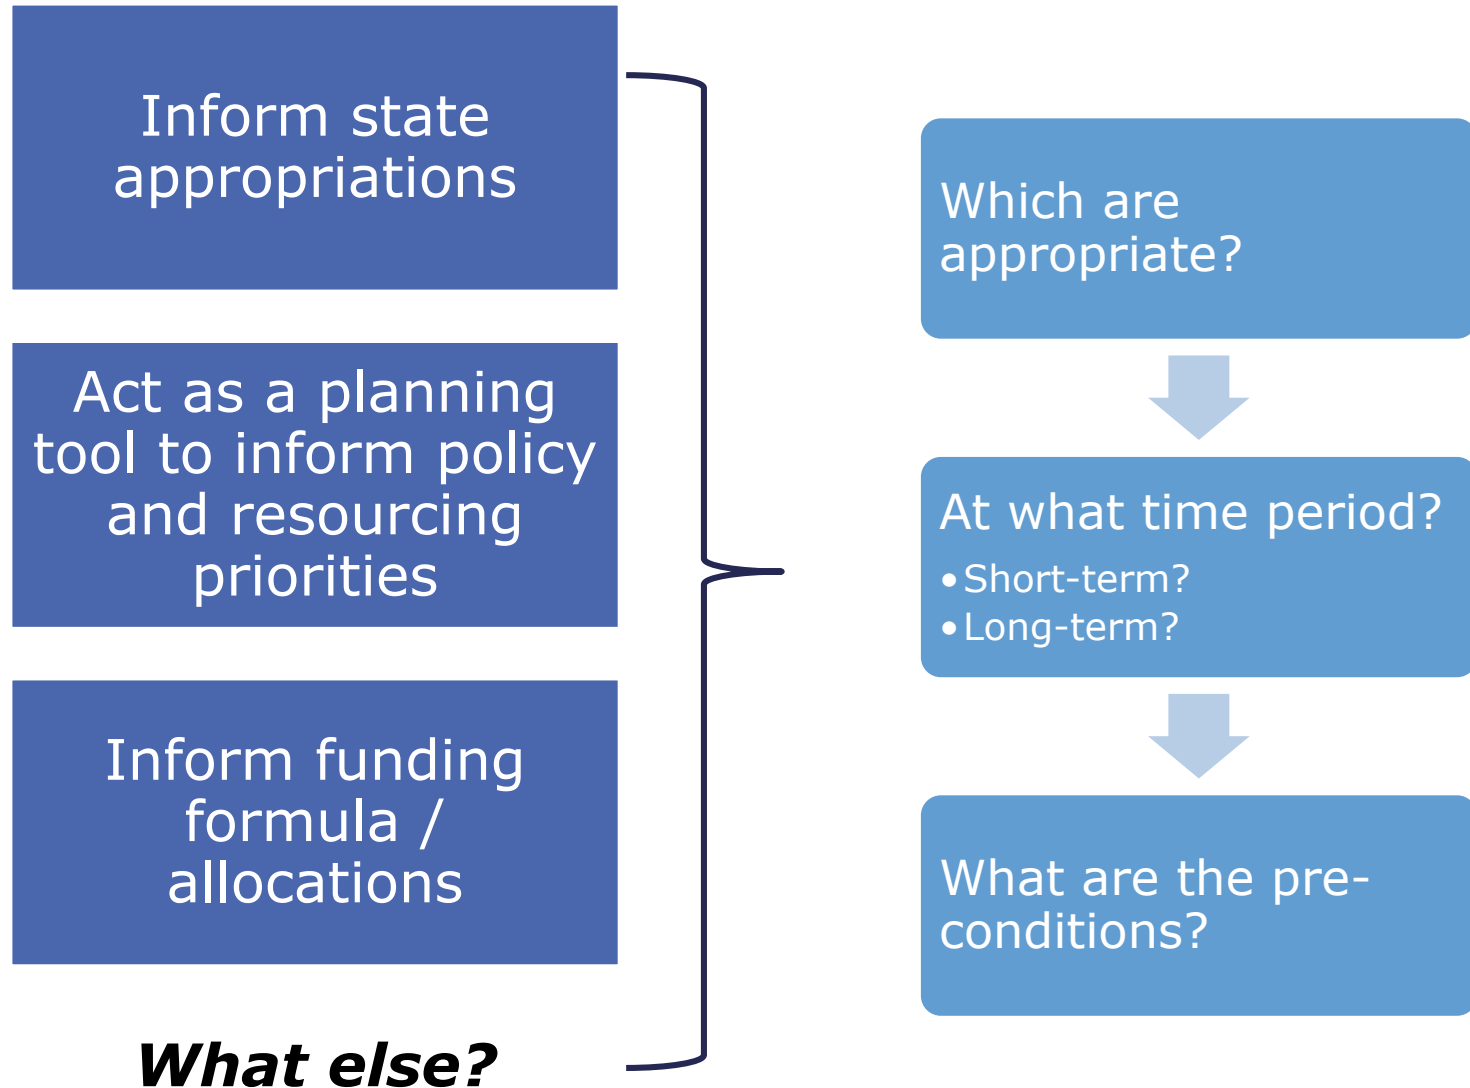 Inform state
appropriations
Act as a planning
tool to inform policy
and resourcing
priorities
Inform funding
formula /
allocations
What else?
Which are
appropriate?
At what time period?
• Short-term?
• Long-term?
What are the pre-
conditions?